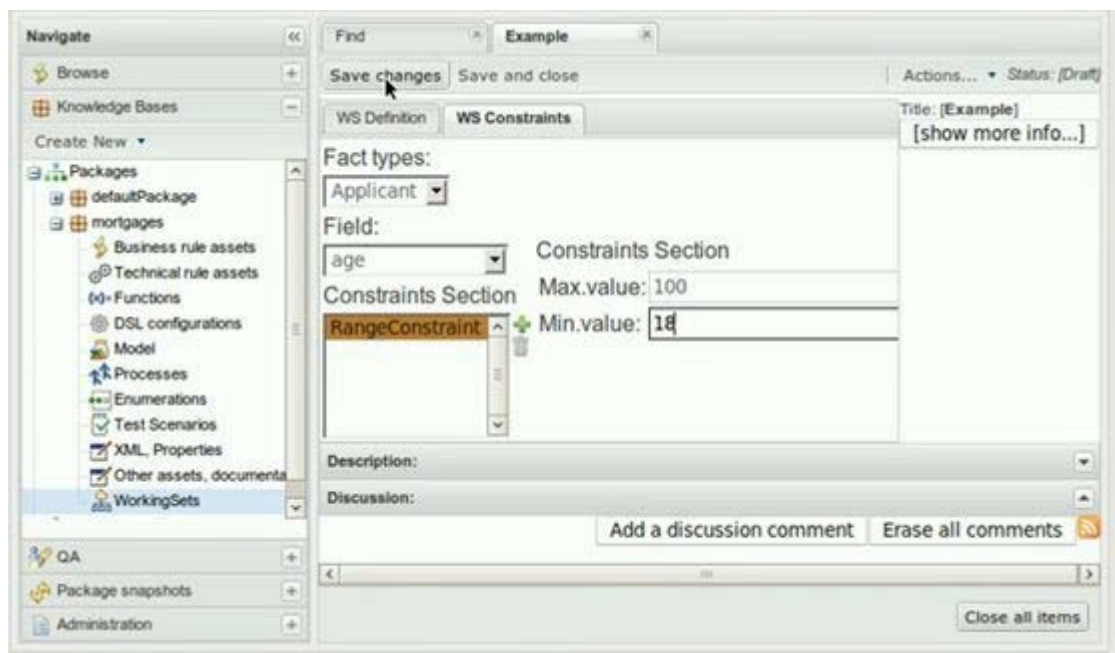 Navigate
Browse
Knowledge Bases
Create New
Packages
defaultPackage
mortgages
Business rule assets
Technical rule assets
Functions
DSL configurations
Model
Processes
Enumerations
Test Scenarios
XML, Properties
Other assets, documenta
WorkingSets
QA
Package snapshots
Administration
Find
Example
Save changes
Save and close
Actions...
Status: [Draft]
WS Definition
WS Constraints
Title: [Example]
[show more info...]
Fact types:
Applicant
Field:
age
Constraints Section
RangeConstraint
Constraints Section
Max.value: 100
Min.value: 18
Description:
Discussion:
Add a discussion comment
Erase all comments
Close all items